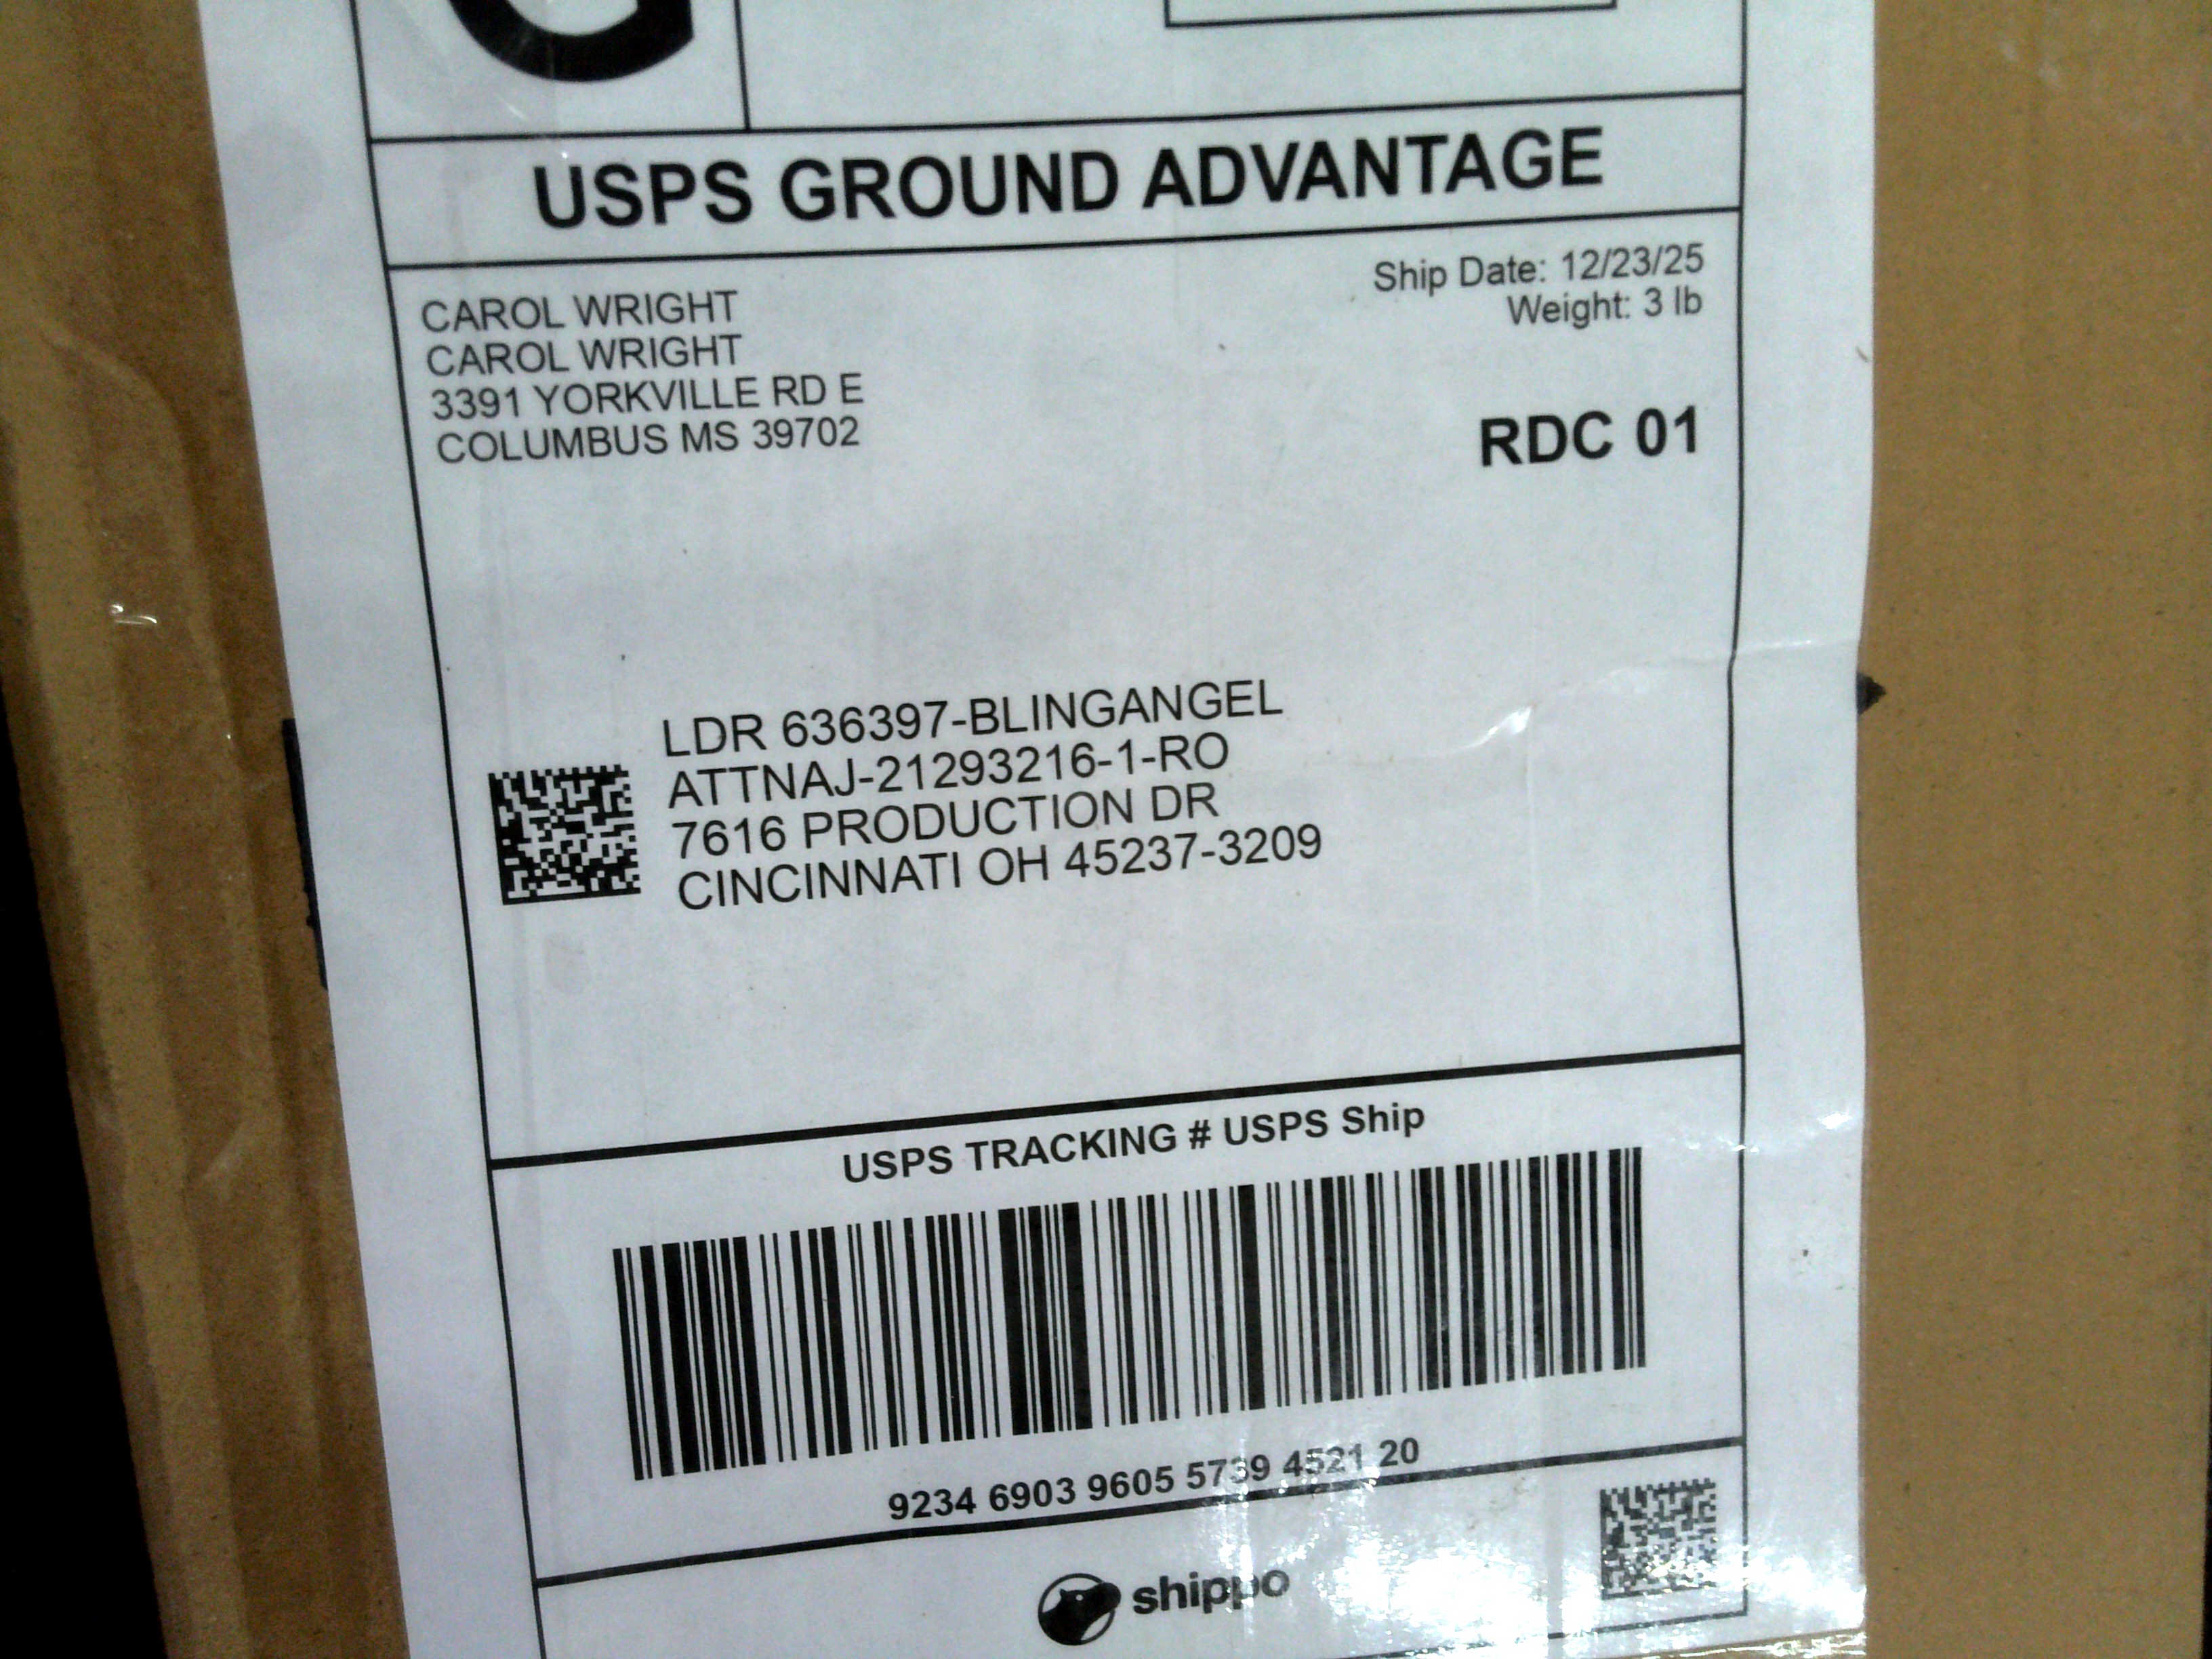 G
USPS GROUND ADVANTAGE
CAROL WRIGHT
CAROL WRIGHT
3391 YORKVILLE RD E
COLUMBUS MS 39702
Ship Date: 12/23/25
Weight: 3 lb
RDC 01
LDR 636397-BLINGANGEL
ATTNAJ-21293216-1-RO
7616 PRODUCTION DR
CINCINNATI OH 45237-3209
USPS TRACKING # USPS Ship
9234 6903 9605 5739 4521 20
shippo